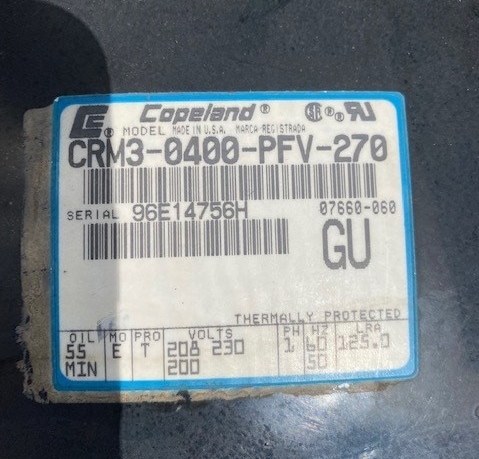 CE® Copeland®
MODEL MADE IN U.S.A. MARCA REGISTRADA
CRM3-0400-PFV-270
SERIAL 96E14756H 07660-060
GU
THERMALLY PROTECTED
OIL MO PRO VOLTS PH HZ LRA
55 E T 208 230 1 60 125.0
MIN 200 50